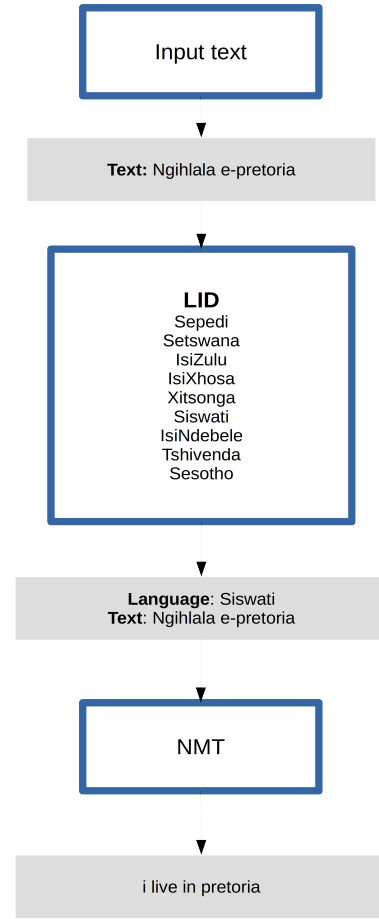 Input text
Text: Ngihlala e-pretoria
LID
Sepedi
Setswana
IsiZulu
IsiXhosa
Xitsonga
Siswati
IsiNdebele
Tshivenda
Sesotho
Language: Siswati
Text: Ngihlala e-pretoria
NMT
i live in pretoria